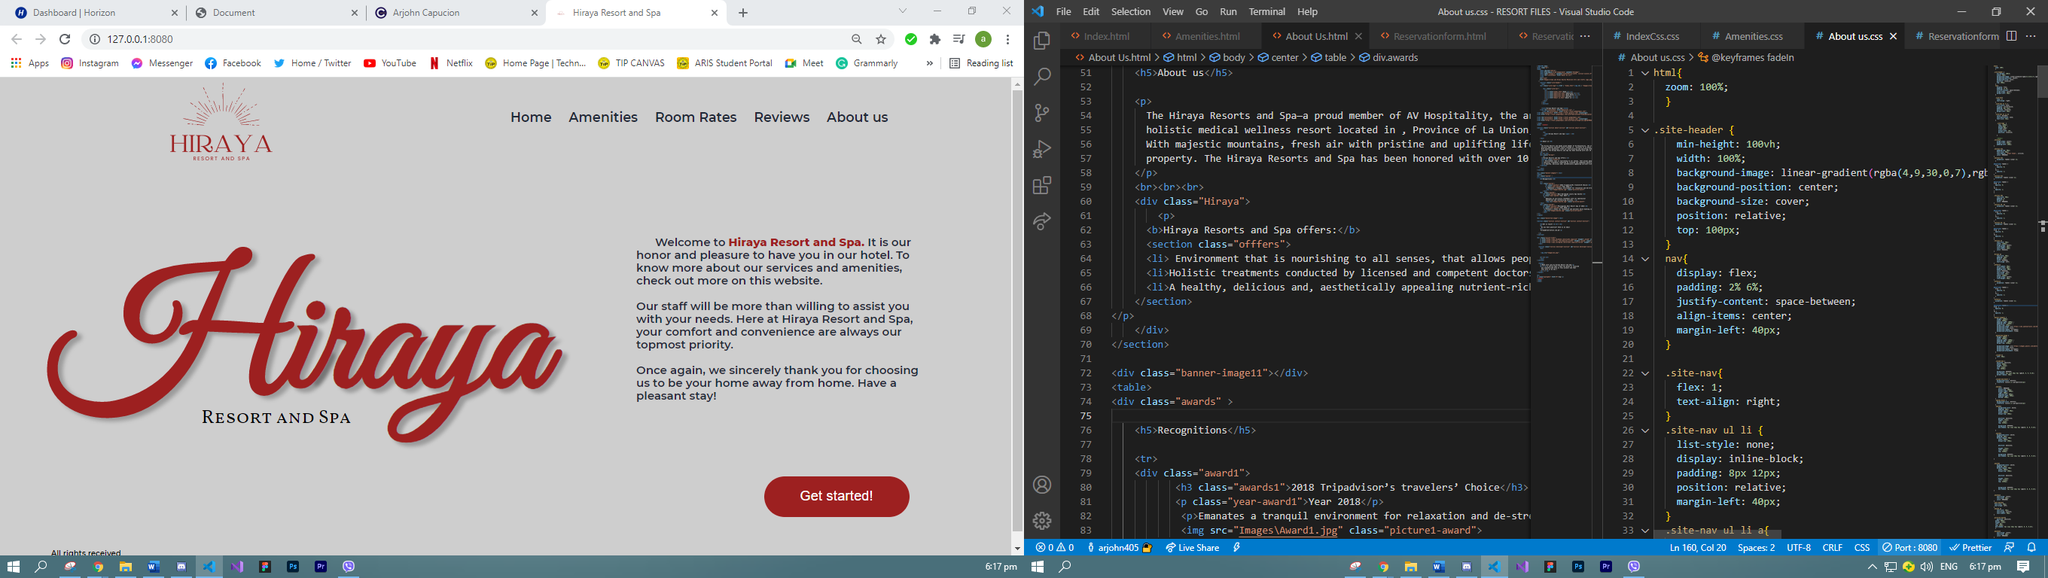 Dashboard | Horizon
Document
Arjohn Capucion
Hiraya Resort and Spa
127.0.0.1:8080
a
Apps
Instagram
Messenger
Facebook
Home / Twitter
YouTube
Netflix
Home Page | Techn...
TIP CANVAS
ARIS Student Portal
Meet
Grammarly
»
Reading list
HIRAYA
RESORT AND SPA
Home Amenities Room Rates Reviews About us
Hiraya
RESORT AND SPA
Welcome to Hiraya Resort and Spa. It is our
honor and pleasure to have you in our hotel. To
know more about our services and amenities,
check out more on this website.
Our staff will be more than willing to assist you
with your needs. Here at Hiraya Resort and Spa,
your comfort and convenience are always our
topmost priority.
Once again, we sincerely thank you for choosing
us to be your home away from home. Have a
pleasant stay!
Get started!
All rights received
6:17 pm
File Edit Selection View Go Run Terminal Help
About us.css - RESORT FILES - Visual Studio Code
Index.html
Amenities.html
About Us.html
Reservationform.html
Reservatio
About Us.html > html > body > center > table > div.awards
51 <h5>About us</h5>
52
53 <p>
54 The Hiraya Resorts and Spa—a proud member of AV Hospitality, the a
55 holistic medical wellness resort located in , Province of La Union
56 With majestic mountains, fresh air with pristine and uplifting lif
57 property. The Hiraya Resorts and Spa has been honored with over 10
58 </p>
59 <br><br><br>
60 <div class="Hiraya">
61 <p>
62 <b>Hiraya Resorts and Spa offers:</b>
63 <section class="offfers">
64 <li> Environment that is nourishing to all senses, that allows peo
65 <li>Holistic treatments conducted by licensed and competent doctor
66 <li>A healthy, delicious and, aesthetically appealing nutrient-ric
67 </section>
68 </p>
69 </div>
70 </section>
71
72 <div class="banner-image11"></div>
73 <table>
74 <div class="awards" >
75
76 <h5>Recognitions</h5>
77
78 <tr>
79 <div class="award1">
80 <h3 class="awards1">2018 Tripadvisor's travelers' Choice</h3>
81 <p class="year-award1">Year 2018</p>
82 <p>Emanates a tranquil environment for relaxation and de-str
83 <img src="Images\Award1.jpg" class="picture1-award">
IndexCss.css
Amenities.css
About us.css
Reservationform
About us.css > @keyframes fadeIn
1 html{
2 zoom: 100%;
3 }
4
5 .site-header {
6 min-height: 100vh;
7 width: 100%;
8 background-image: linear-gradient(rgba(4,9,30,0,7),rgb
9 background-position: center;
10 background-size: cover;
11 position: relative;
12 top: 100px;
13 }
14 nav{
15 display: flex;
16 padding: 2% 6%;
17 justify-content: space-between;
18 align-items: center;
19 margin-left: 40px;
20 }
21
22 .site-nav{
23 flex: 1;
24 text-align: right;
25 }
26 .site-nav ul li {
27 list-style: none;
28 display: inline-block;
29 padding: 8px 12px;
30 position: relative;
31 margin-left: 40px;
32 }
33 .site-nav ul li a{
0 0
arjohn405
Live Share
Ln 160, Col 20
Spaces: 2
UTF-8
CRLF
CSS
Port : 8080
Prettier
ENG
6:17 pm